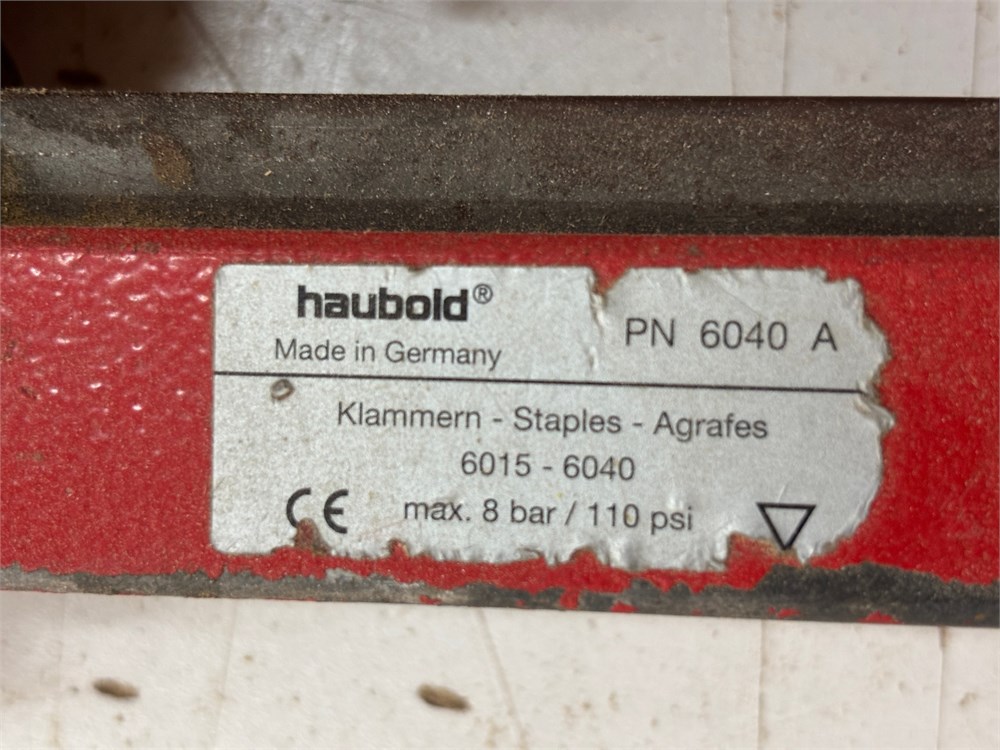 haubold®
Made in Germany
PN 6040 A
Klammern - Staples - Agrafes
6015 - 6040
CE max. 8 bar / 110 psi